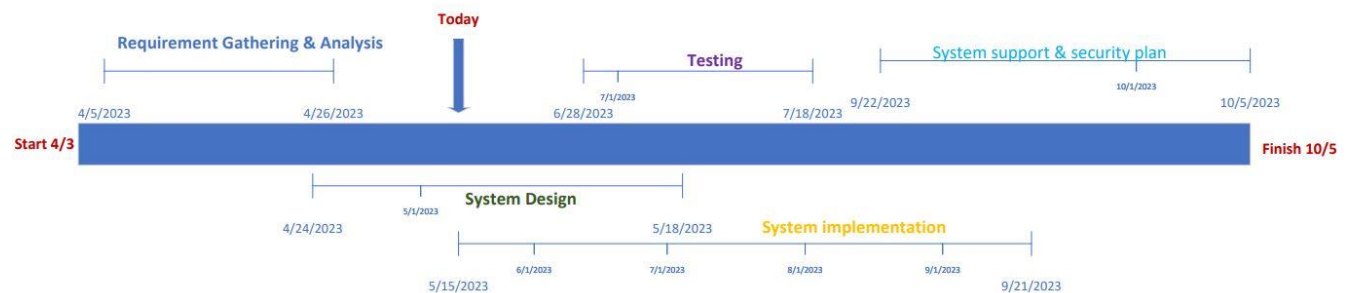 Today
Requirement Gathering & Analysis
Testing
System support & security plan
7/1/2023
10/1/2023
4/5/2023
4/26/2023
6/28/2023
7/18/2023
9/22/2023
10/5/2023
Start 4/3
Finish 10/5
System Design
5/1/2023
4/24/2023
5/18/2023
System implementation
6/1/2023
7/1/2023
8/1/2023
9/1/2023
5/15/2023
9/21/2023